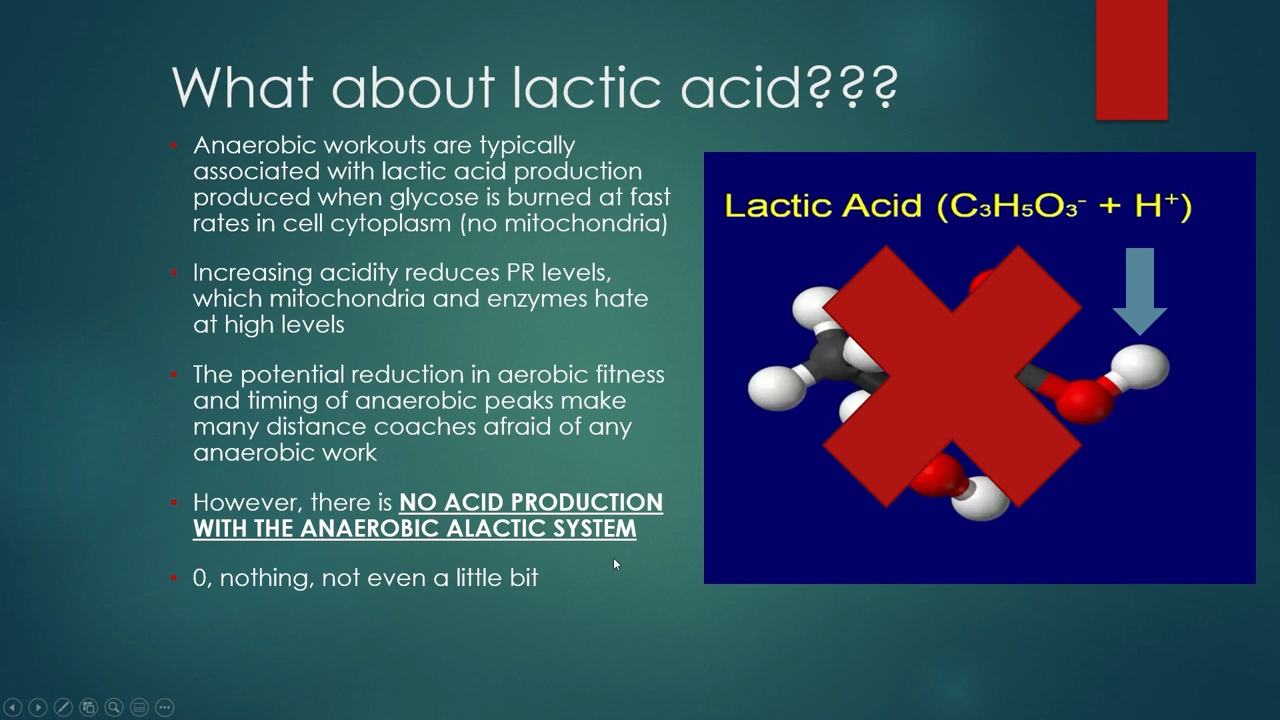 What about lactic acid???
Anaerobic workouts are typically
associated with lactic acid production
produced when glycose is burned at fast
rates in cell cytoplasm (no mitochondria)
Increasing acidity reduces PR levels,
which mitochondria and enzymes hate
at high levels
The potential reduction in aerobic fitness
and timing of anaerobic peaks make
many distance coaches afraid of any
anaerobic work
However, there is NO ACID PRODUCTION
WITH THE ANAEROBIC ALACTIC SYSTEM
0, nothing, not even a little bit
Lactic Acid (C₃H₅O₃⁻ + H⁺)